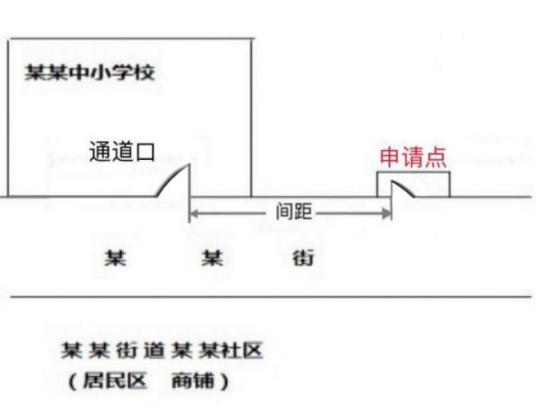 某某中小学校
通道口
申请点
间距
某 某 街
某某街道某某社区
(居民区 商铺)